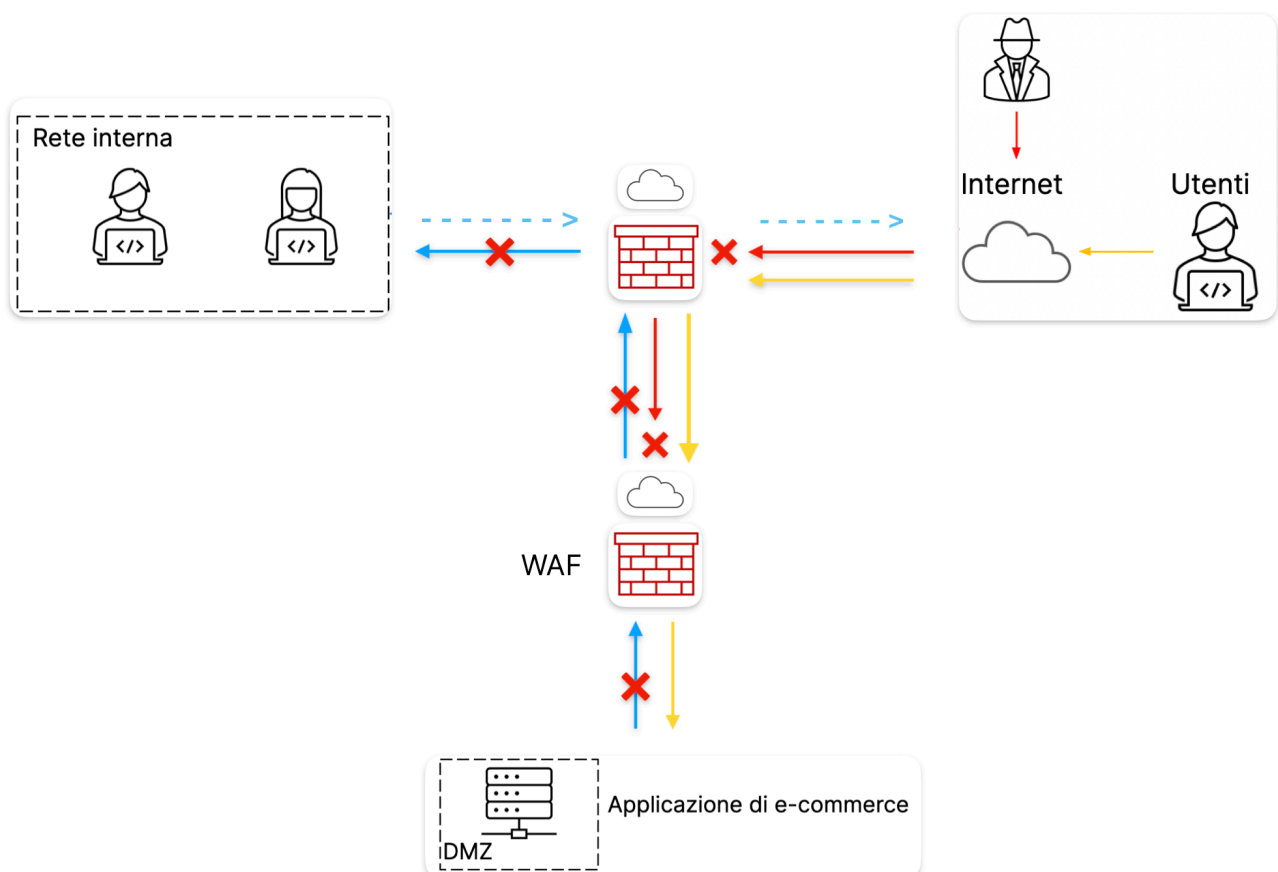 Rete interna
Internet
Utenti
</>
</>
</>
WAF
Applicazione di e-commerce
DMZ